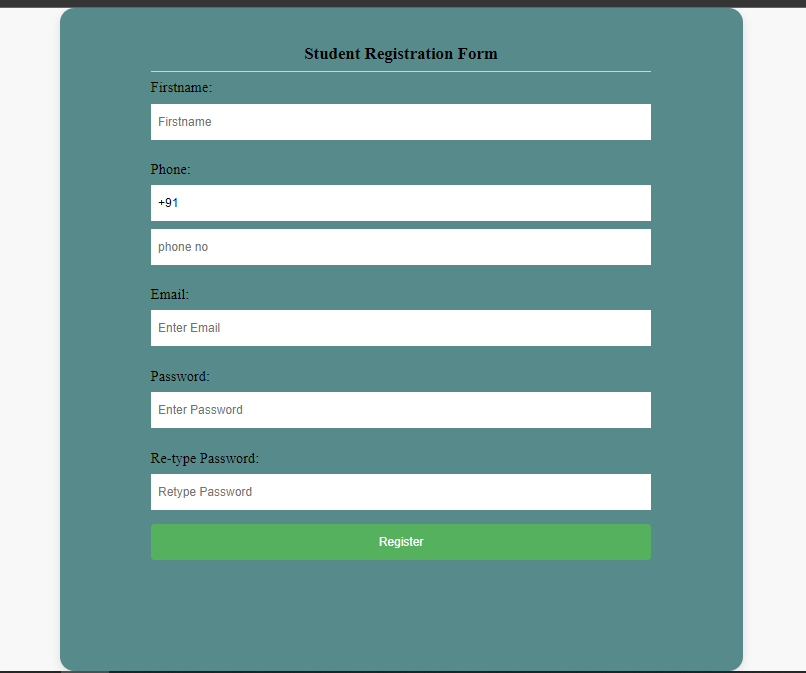 Student Registration Form
Firstname:
Firstname
Phone:
+91
phone no
Email:
Enter Email
Password:
Enter Password
Re-type Password:
Retype Password
Register